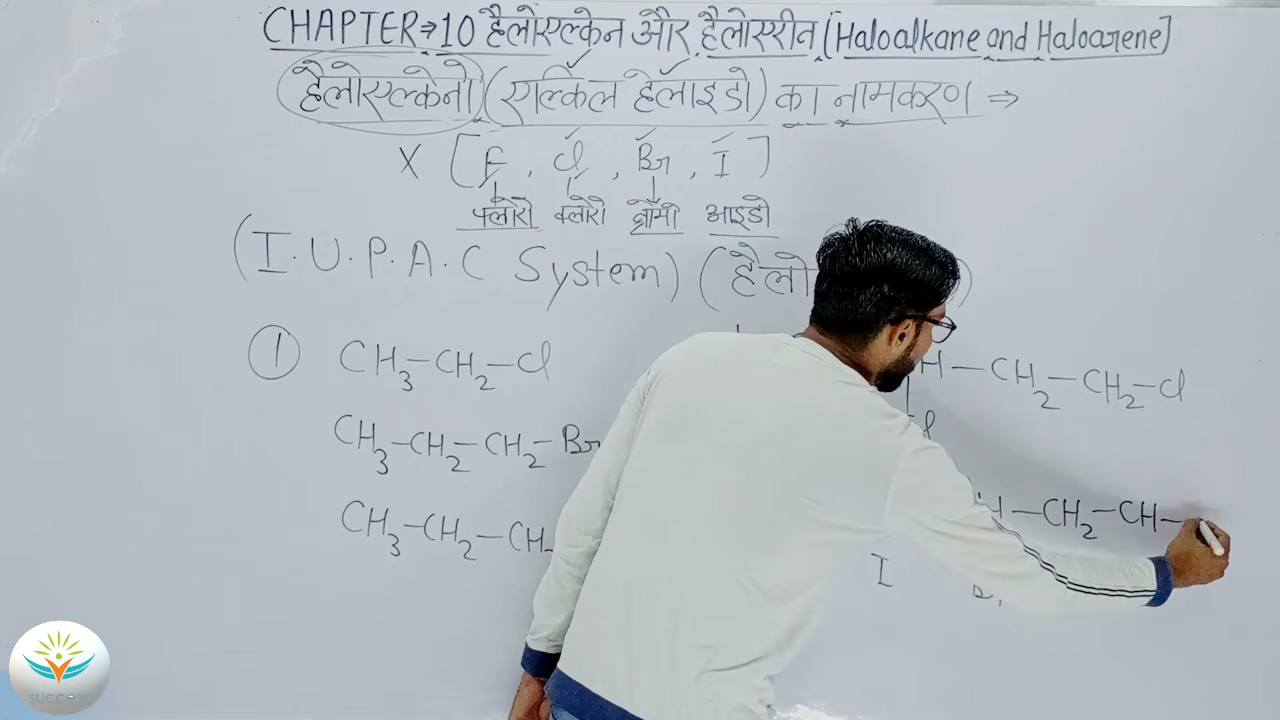 CHAPTER⇒10 हैलोएल्केन और हैलोएरीन (Haloalkane and Haloarene)
हैलोएल्केनो (एल्किल हैलाइडो) का नामकरण ⇒
X [F, Cl, Br, I]
फ्लोरो क्लोरो ब्रोमो आइडो
(I.U.P.A.C System) (हैलो
① CH₃-CH₂-Cl
H-CH₂-CH₂-Cl
CH₃-CH₂-CH₂-Br
CH₃-CH₂-CH
H-CH₂-CH-
I
SUCCESS